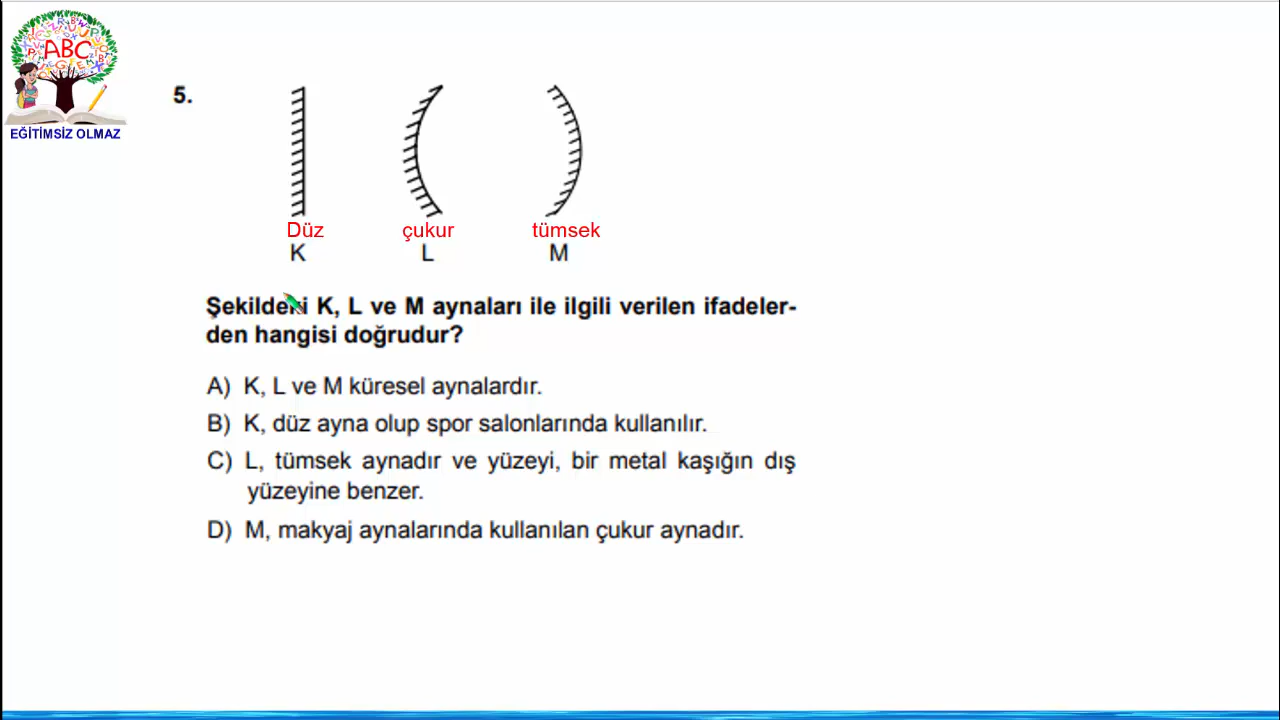 ABC
EĞİTİMSİZ OLMAZ
5.
Düz çukur tümsek
K L M
Şekildeki K, L ve M aynaları ile ilgili verilen ifadeler-
den hangisi doğrudur?
A) K, L ve M küresel aynalardır.
B) K, düz ayna olup spor salonlarında kullanılır.
C) L, tümsek aynadır ve yüzeyi, bir metal kaşığın dış
yüzeyine benzer.
D) M, makyaj aynalarında kullanılan çukur aynadır.